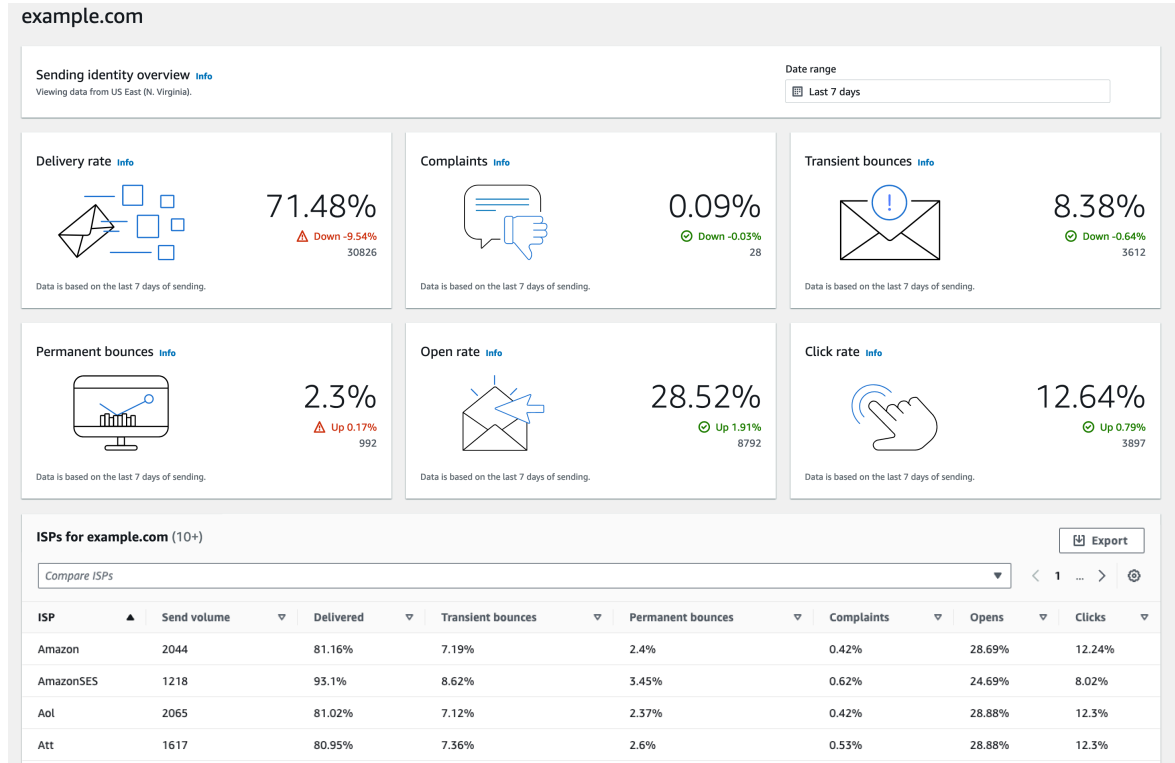 example.com
Sending identity overview Info
Viewing data from US East (N. Virginia).
Date range
Last 7 days
Delivery rate Info
71.48%
Down -9.54%
30826
Data is based on the last 7 days of sending.
Complaints Info
0.09%
Down -0.03%
28
Data is based on the last 7 days of sending.
Transient bounces Info
8.38%
Down -0.64%
3612
Data is based on the last 7 days of sending.
Permanent bounces Info
2.3%
Up 0.17%
992
Data is based on the last 7 days of sending.
Open rate Info
28.52%
Up 1.91%
8792
Data is based on the last 7 days of sending.
Click rate Info
12.64%
Up 0.79%
3897
Data is based on the last 7 days of sending.
ISPs for example.com (10+)
Export
Compare ISPs
1 ...
ISP Send volume Delivered Transient bounces Permanent bounces Complaints Opens Clicks
Amazon 2044 81.16% 7.19% 2.4% 0.42% 28.69% 12.24%
AmazonSES 1218 93.1% 8.62% 3.45% 0.62% 24.69% 8.02%
Aol 2065 81.02% 7.12% 2.37% 0.42% 28.88% 12.3%
Att 1617 80.95% 7.36% 2.6% 0.53% 28.88% 12.3%